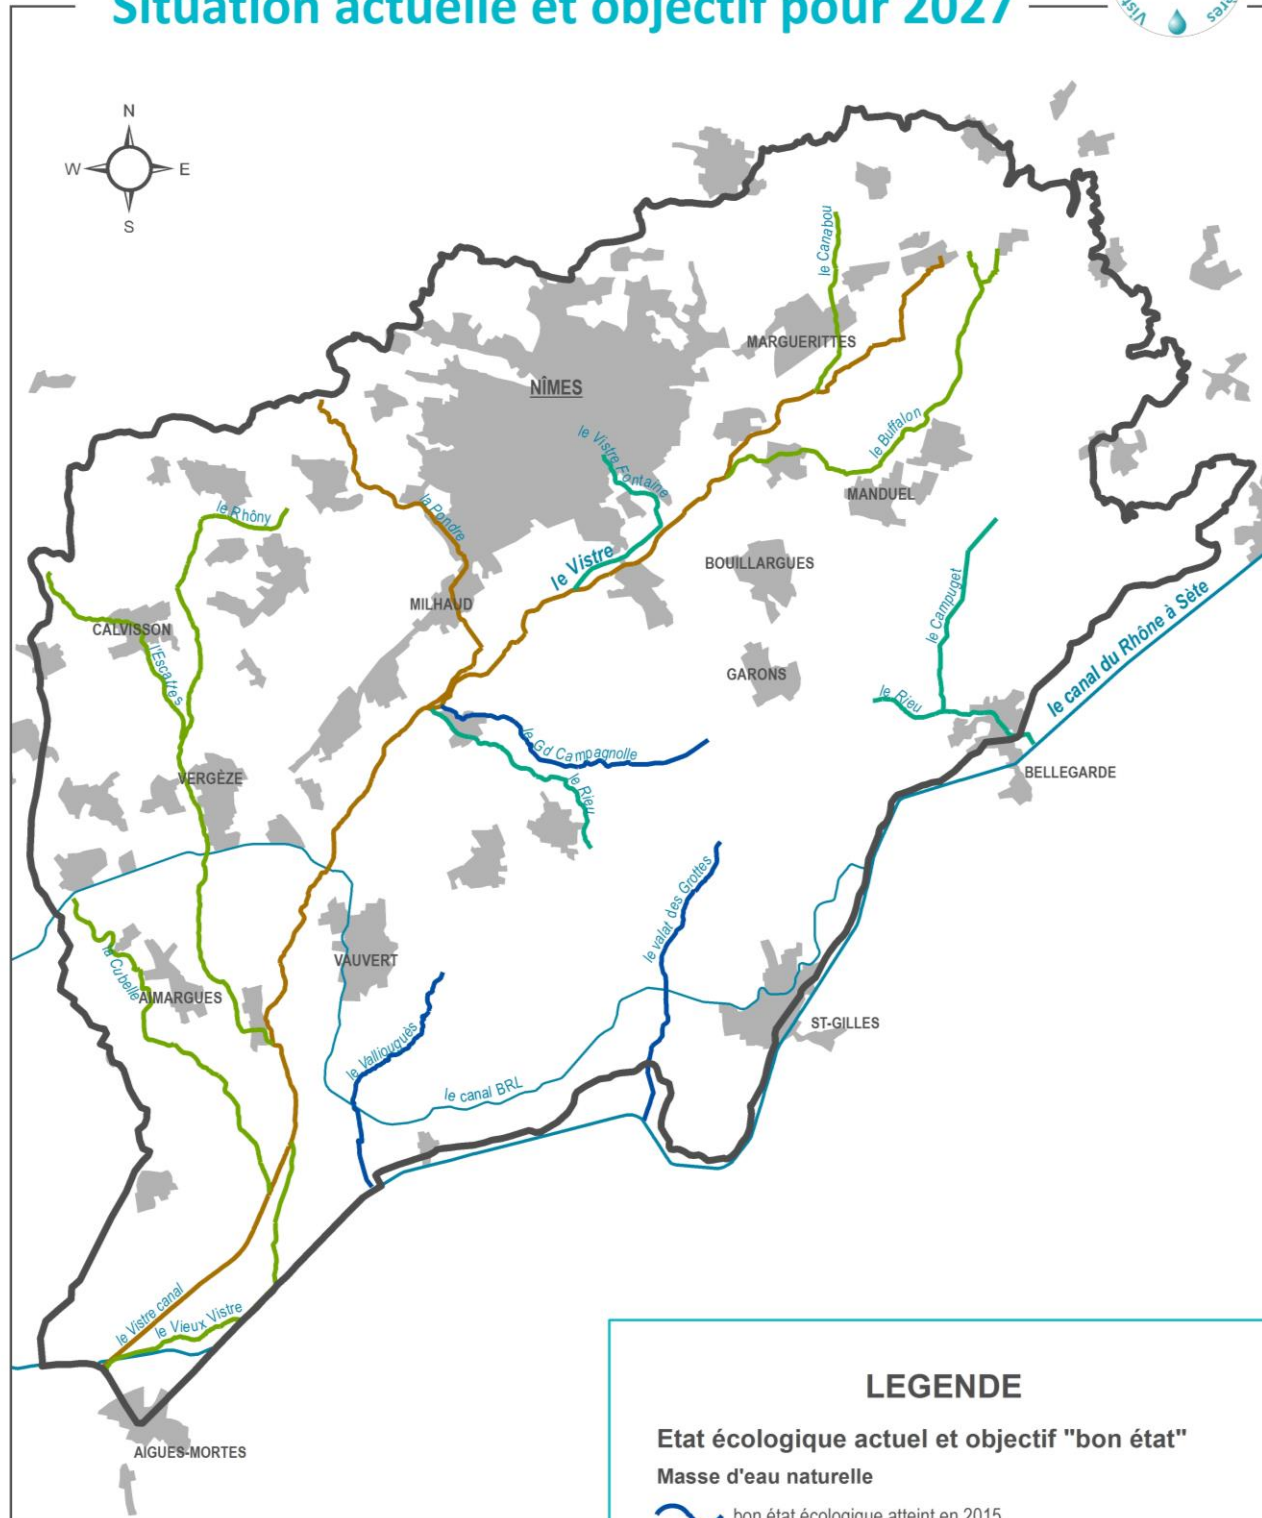 Situation actuelle et objectif pour 2027
N
W E
S
le Canabou
MARGUERITTES
NÎMES
le Buffalon
le Vistre Fontaine
MANDUEL
la Pondre
le Rhôny
le Vistre
BOUILLARGUES
MILHAUD
CALVISSON
l'Escattes
le Campuget
le canal du Rhône à Sète
GARONS
le Rieu
le Gd Campagnolle
BELLEGARDE
VERGÈZE
le Rieu
le valat des Grottes
la Cubelle
VAUVERT
AIMARGUES
ST-GILLES
le Valliouguès
le canal BRL
le Vistre canal
le Vieux Vistre
AIGUES-MORTES
LEGENDE
Etat écologique actuel et objectif "bon état"
Masse d'eau naturelle
bon état écologique atteint en 2015